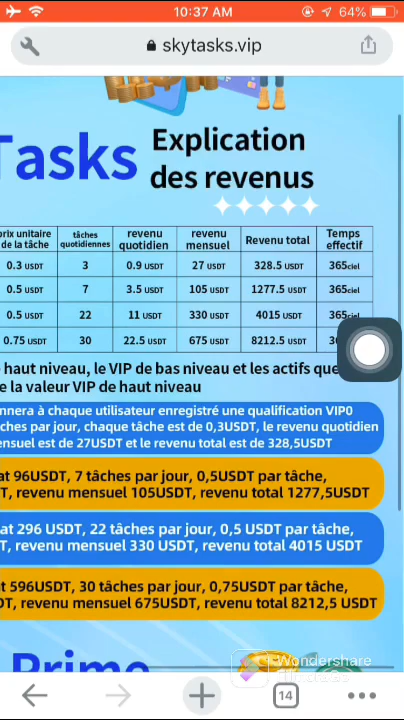 10:37 AM
64%
skytasks.vip
Tasks
Explication
des revenus
prix unitaire de la tâche tâches quotidiennes revenu quotidien revenu mensuel Revenu total Temps effectif
0.3 USDT 3 0.9 USDT 27 USDT 328.5 USDT 365ciel
0.5 USDT 7 3.5 USDT 105 USDT 1277.5 USDT 365ciel
0.5 USDT 22 11 USDT 330 USDT 4015 USDT 365ciel
0.75 USDT 30 22.5 USDT 675 USDT 8212.5 USDT
haut niveau, le VIP de bas niveau et les actifs que
la valeur VIP de haut niveau
nnera à chaque utilisateur enregistré une qualification VIP0
ches par jour, chaque tâche est de 0,3USDT, le revenu quotidien
ensuel est de 27USDT et le revenu total est de 328,5USDT
at 96USDT, 7 tâches par jour, 0,5USDT par tâche,
T, revenu mensuel 105USDT, revenu total 1277,5USDT
at 296 USDT, 22 tâches par jour, 0,5 USDT par tâche,
T, revenu mensuel 330 USDT, revenu total 4015 USDT
t 596USDT, 30 tâches par jour, 0,75USDT par tâche,
DT, revenu mensuel 675USDT, revenu total 8212,5 USDT
Prime
Wondershare
14